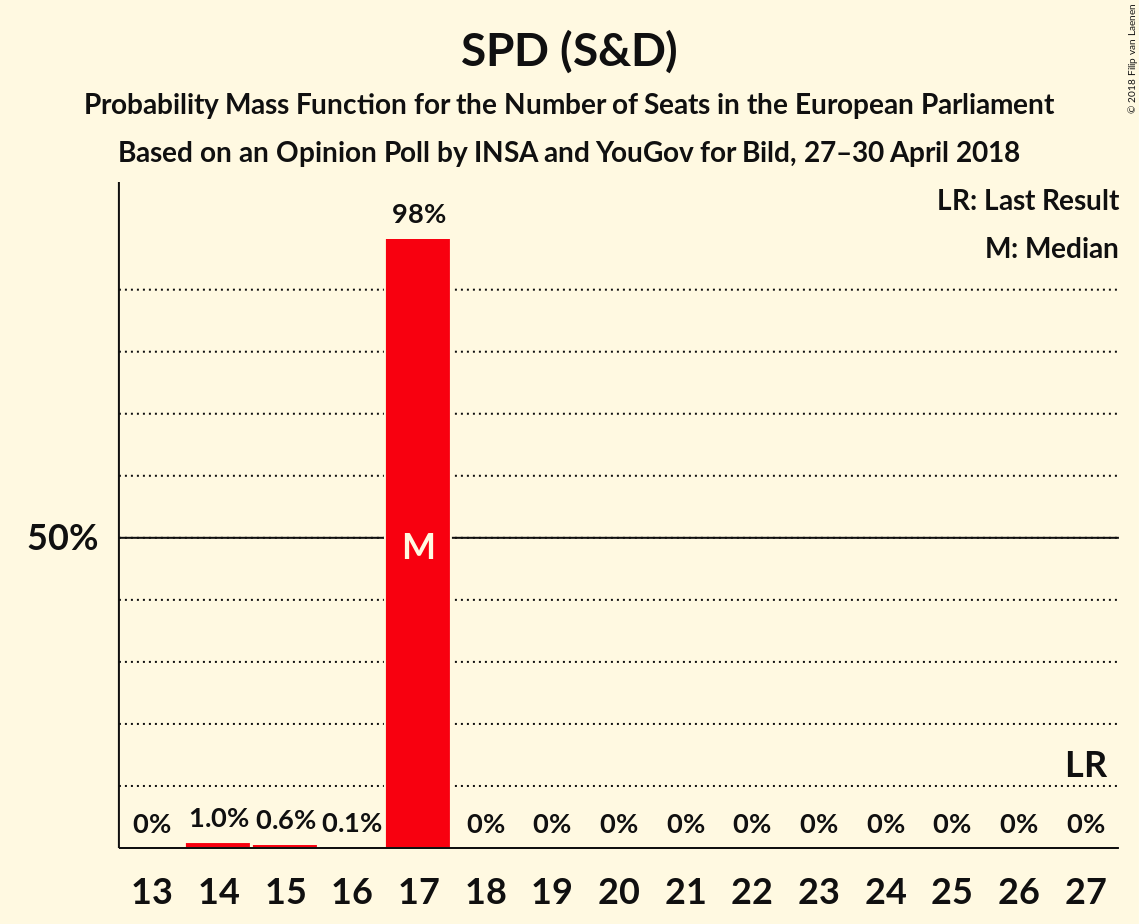 SPD (S&D)
Probability Mass Function for the Number of Seats in the European Parliament
Based on an Opinion Poll by INSA and YouGov for Bild, 27–30 April 2018
© 2018 Filip van Laenen
LR: Last Result
M: Median
98%
50%
M
LR
0% 1.0% 0.6% 0.1% 0% 0% 0% 0% 0% 0% 0% 0% 0% 0%
13 14 15 16 17 18 19 20 21 22 23 24 25 26 27